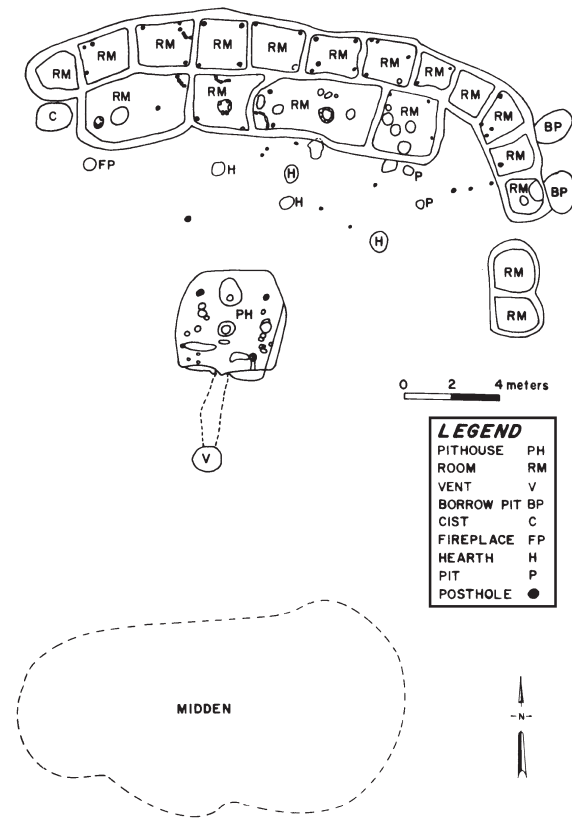 RM RM RM RM RM RM RM RM RM RM
RM RM RM RM
C
RM BP
FP H H P RM BP
H P
H
RM
PH
RM
0 2 4 meters
V
LEGEND
PITHOUSE PH
ROOM RM
VENT V
BORROW PIT BP
CIST C
FIREPLACE FP
HEARTH H
PIT P
POSTHOLE
MIDDEN
N